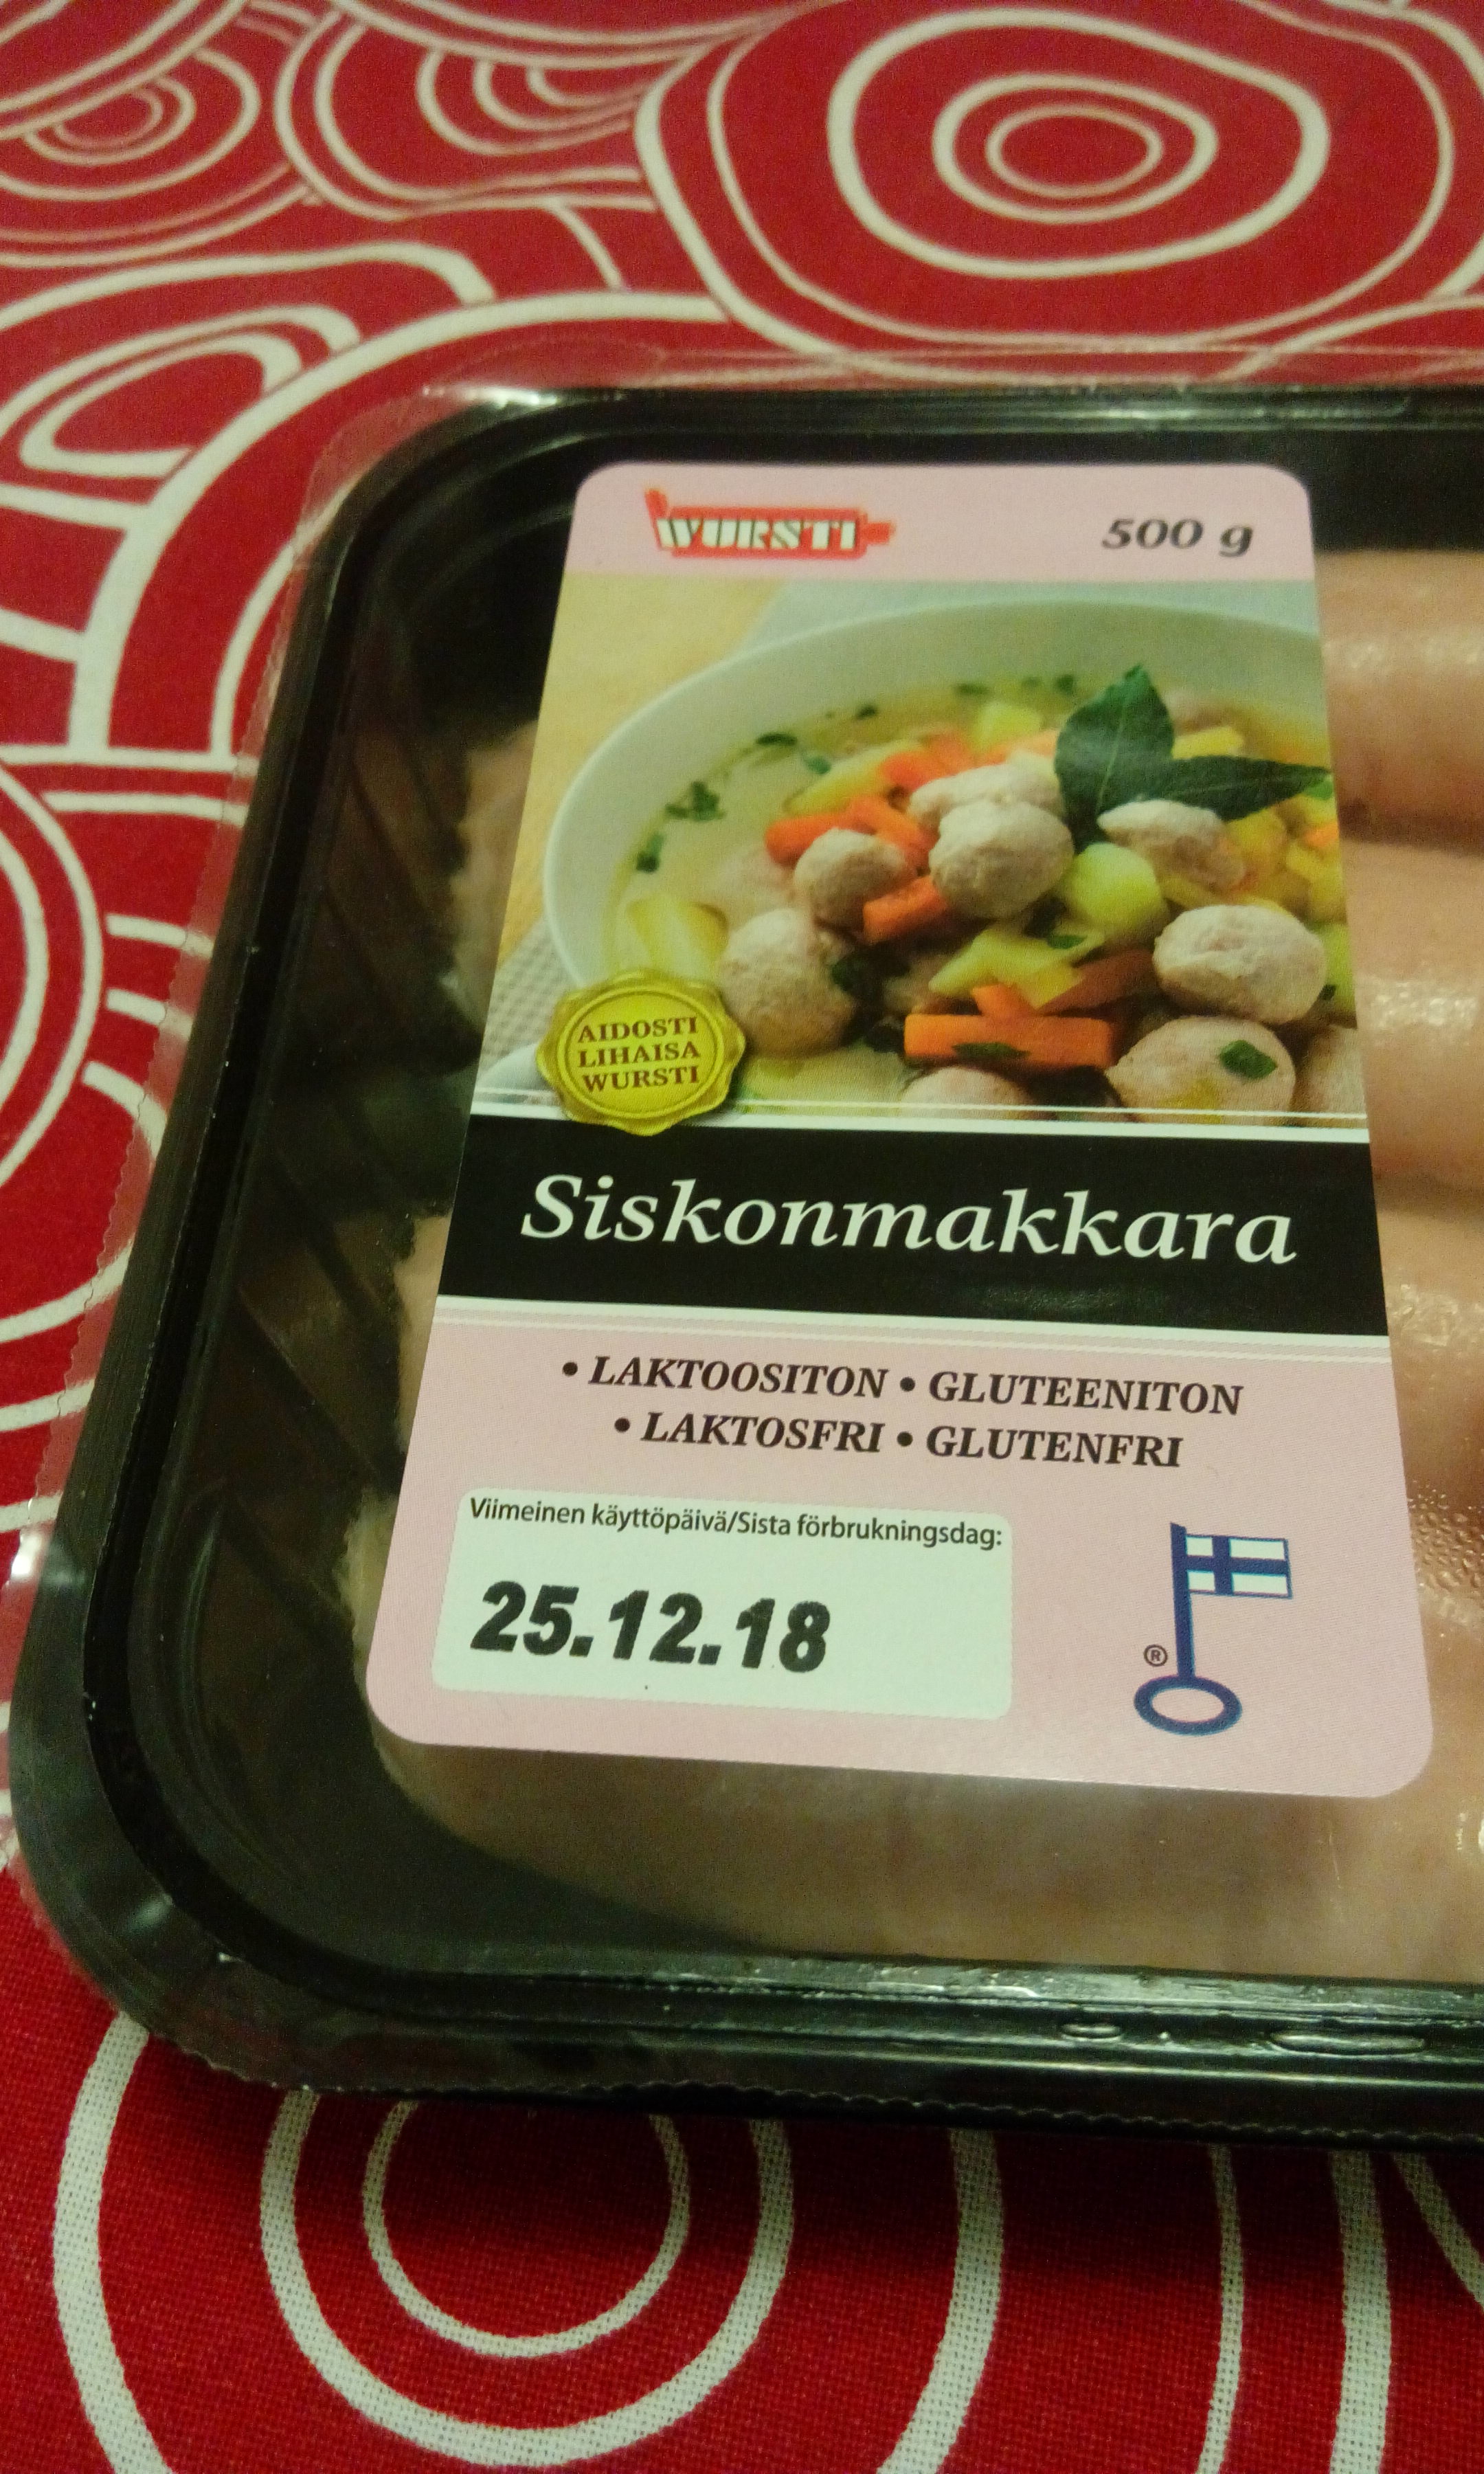 WURSTI
500 g
AIDOSTI
LIHAISA
WURSTI
Siskonmakkara
• LAKTOOSITON • GLUTEENITON
• LAKTOSFRI • GLUTENFRI
Viimeinen käyttöpäivä/Sista förbrukningsdag:
25.12.18
®